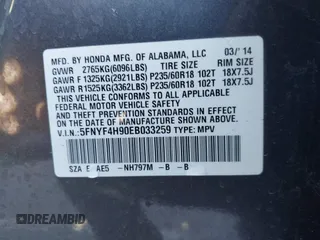 MFD. BY HONDA MFG. OF ALABAMA, LLC 03/'14
GVWR 2765KG(6096LBS) TIRE SIZE RIM SIZE
GAWR F 1325KG(2921LBS) P235/60R18 102T 18X7.5J
GAWR R 1525KG(3362LBS) P235/60R18 102T 18X7.5J
THIS VEHICLE CONFORMS TO ALL APPLICABLE
FEDERAL MOTOR VEHICLE SAFETY AND THEFT
PREVENTION STANDARDS IN EFFECT ON THE DATE
OF MANUFACTURE SHOWN ABOVE.
V.I.N.: 5FNYF4H90EB033259 TYPE: MPV
SZA E AE5 -NH797M -B -B
© DREAMBID